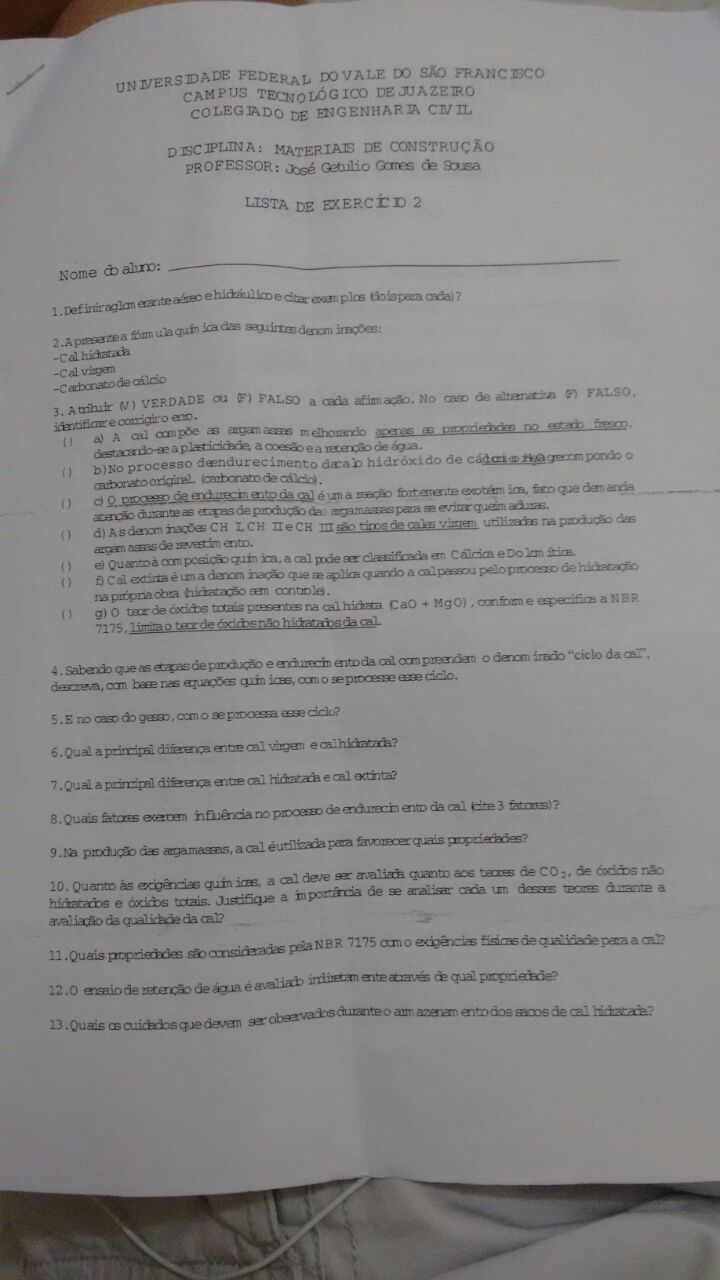 UNIVERSIDADE FEDERAL DO VALE DO SÃO FRANCISCO
CAMPUS TECNOLÓGICO DE JUAZEIRO
COLEGIADO DE ENGENHARIA CIVIL
DISCIPLINA: MATERIAIS DE CONSTRUÇÃO
PROFESSOR: José Getulio Gomes de Sousa
LISTA DE EXERCÍCIO 2
Nome do aluno:
1.Definir aglomerante aéreo e hidráulico e citar exemplos (dois para cada)?
2.Apresente a fórmula química das seguintes denominações:
-Cal hidratada
-Cal virgem
-Carbonato de cálcio
3. Atribuir (V) VERDADE ou (F) FALSO a cada afirmação. No caso de alternativa (F) FALSO,
identificar e corrigir o erro.
( ) a) A cal compõe as argamassas melhorando apenas as propriedades no estado fresco,
destacando-se a plasticidade, a coesão e a retenção de água.
( ) b)No processo de endurecimento da cal o hidróxido de cálcio recompondo o
carbonato original. (carbonato de cálcio).
( ) c) O processo de endurecimento da cal é uma reação fortemente exotérmica, fato que demanda
atenção durante as etapas de produção da: argamassas para se evitar queimaduras.
( ) d) As denominações CH I, CH II e CH III são tipos de cales virgem utilizadas na produção das
argamassas de revestimento.
( ) e) Quanto à composição química, a cal pode ser classificada em Cálcica e Dolomítica.
( ) f) Cal extinta é uma denominação que se aplica quando a cal passou pelo processo de hidratação
na própria obra (hidratação sem controle).
( ) g) O teor de óxidos totais presentes na cal hidrata (CaO + MgO), conforme especifica a NBR
7175, limita o teor de óxidos não hidratados da cal.
4. Sabendo que as etapas de produção e endurecimento da cal compreendem o denominado "ciclo da cal",
descreva, com base nas equações químicas, como se processe esse ciclo.
5.E no caso do gesso, como se processa esse ciclo?
6.Qual a principal diferença entre cal virgem e cal hidratada?
7.Qual a principal diferença entre cal hidratada e cal extinta?
8.Quais fatores exercem influência no processo de endurecimento da cal (cite 3 fatores)?
9.Na produção das argamassas, a cal é utilizada para favorecer quais propriedades?
10. Quanto às exigências químicas, a cal deve ser avaliada quanto aos teores de CO₂, de óxidos não
hidratados e óxidos totais. Justifique a importância de se analisar cada um desses teores durante a
avaliação da qualidade da cal?
11.Quais propriedades são consideradas pela NBR 7175 como exigências físicas de qualidade para a cal?
12.O ensaio de retenção de água é avaliado indiretamente através de qual propriedade?
13.Quais os cuidados que devem ser observados durante o armazenamento dos sacos de cal hidratada?